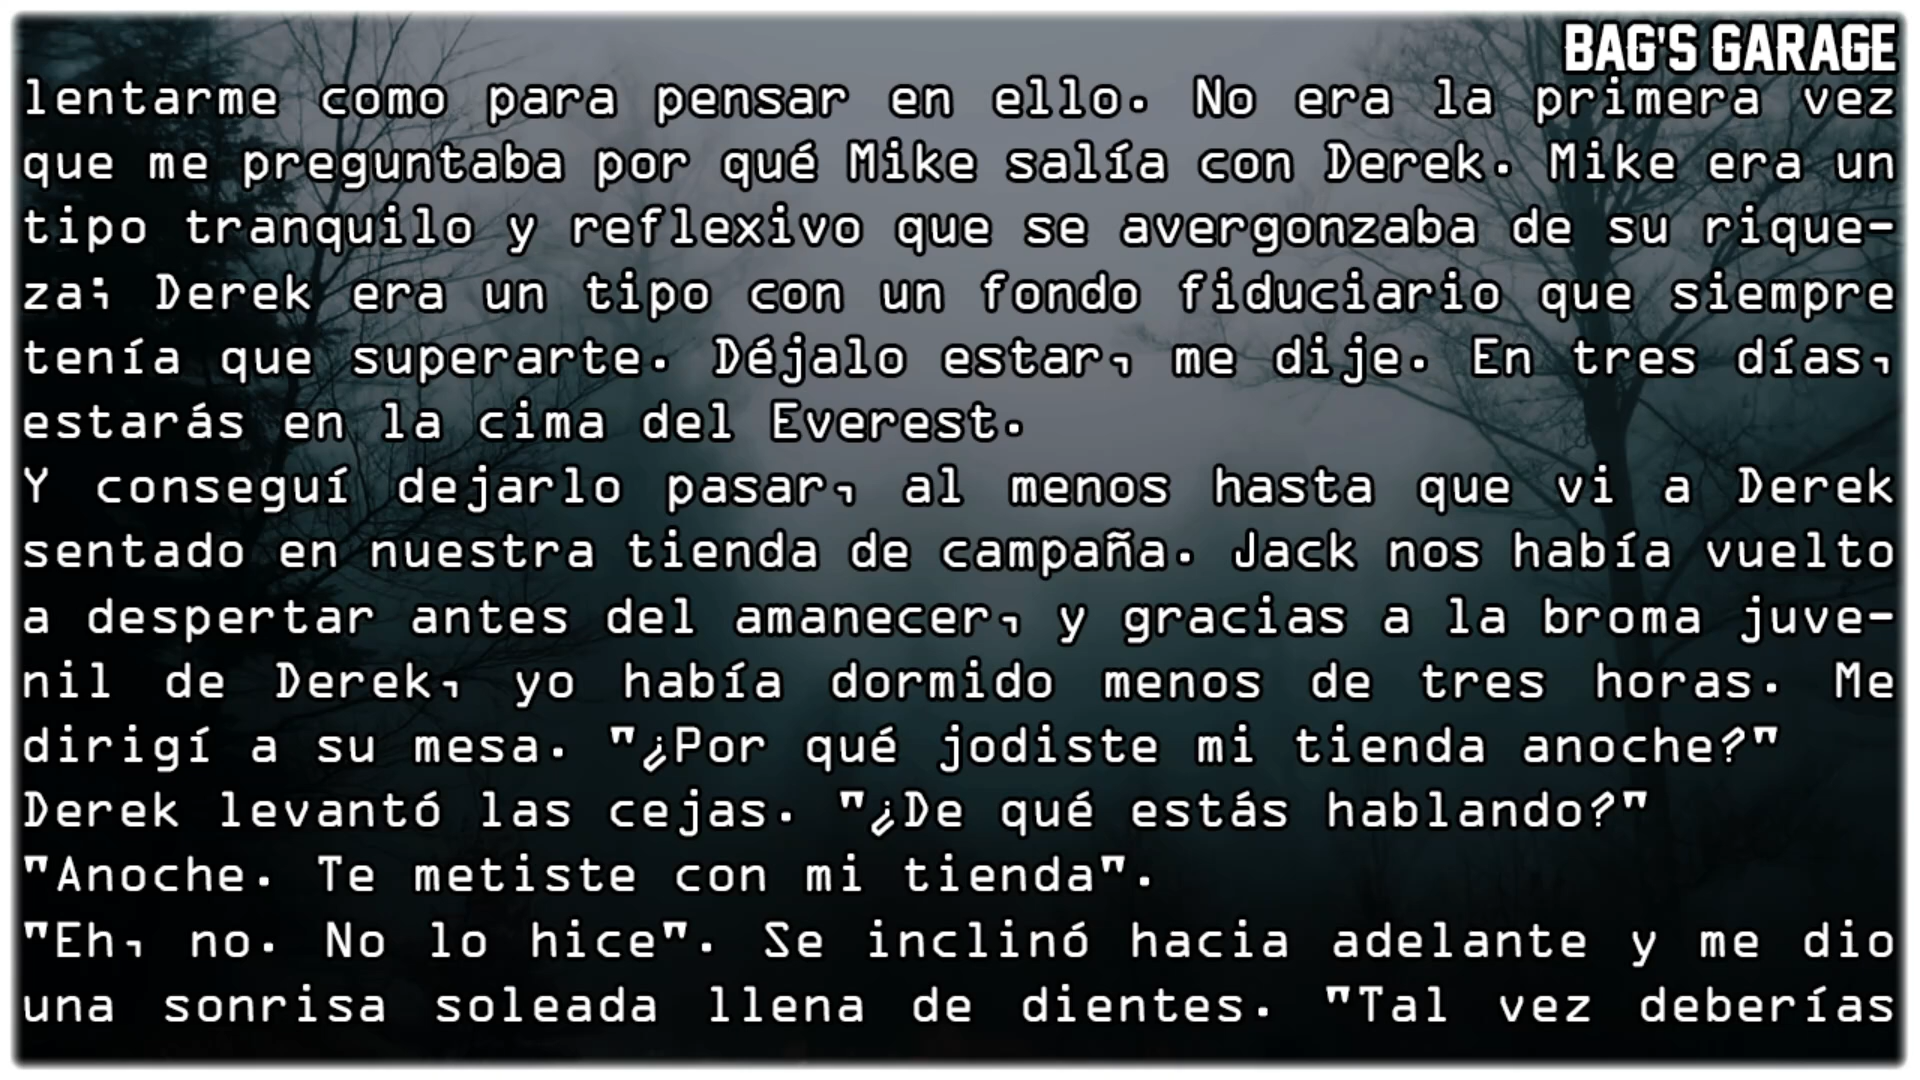 BAG'S GARAGE
lentarme como para pensar en ello. No era la primera vez
que me preguntaba por qué Mike salía con Derek. Mike era un
tipo tranquilo y reflexivo que se avergonzaba de su rique-
za; Derek era un tipo con un fondo fiduciario que siempre
tenía que superarte. Déjalo estar, me dije. En tres días,
estarás en la cima del Everest.
Y conseguí dejarlo pasar, al menos hasta que vi a Derek
sentado en nuestra tienda de campaña. Jack nos había vuelto
a despertar antes del amanecer, y gracias a la broma juve-
nil de Derek, yo había dormido menos de tres horas. Me
dirigí a su mesa. "¿Por qué jodiste mi tienda anoche?"
Derek levantó las cejas. "¿De qué estás hablando?"
"Anoche. Te metiste con mi tienda".
"Eh, no. No lo hice". Se inclinó hacia adelante y me dio
una sonrisa soleada llena de dientes. "Tal vez deberías